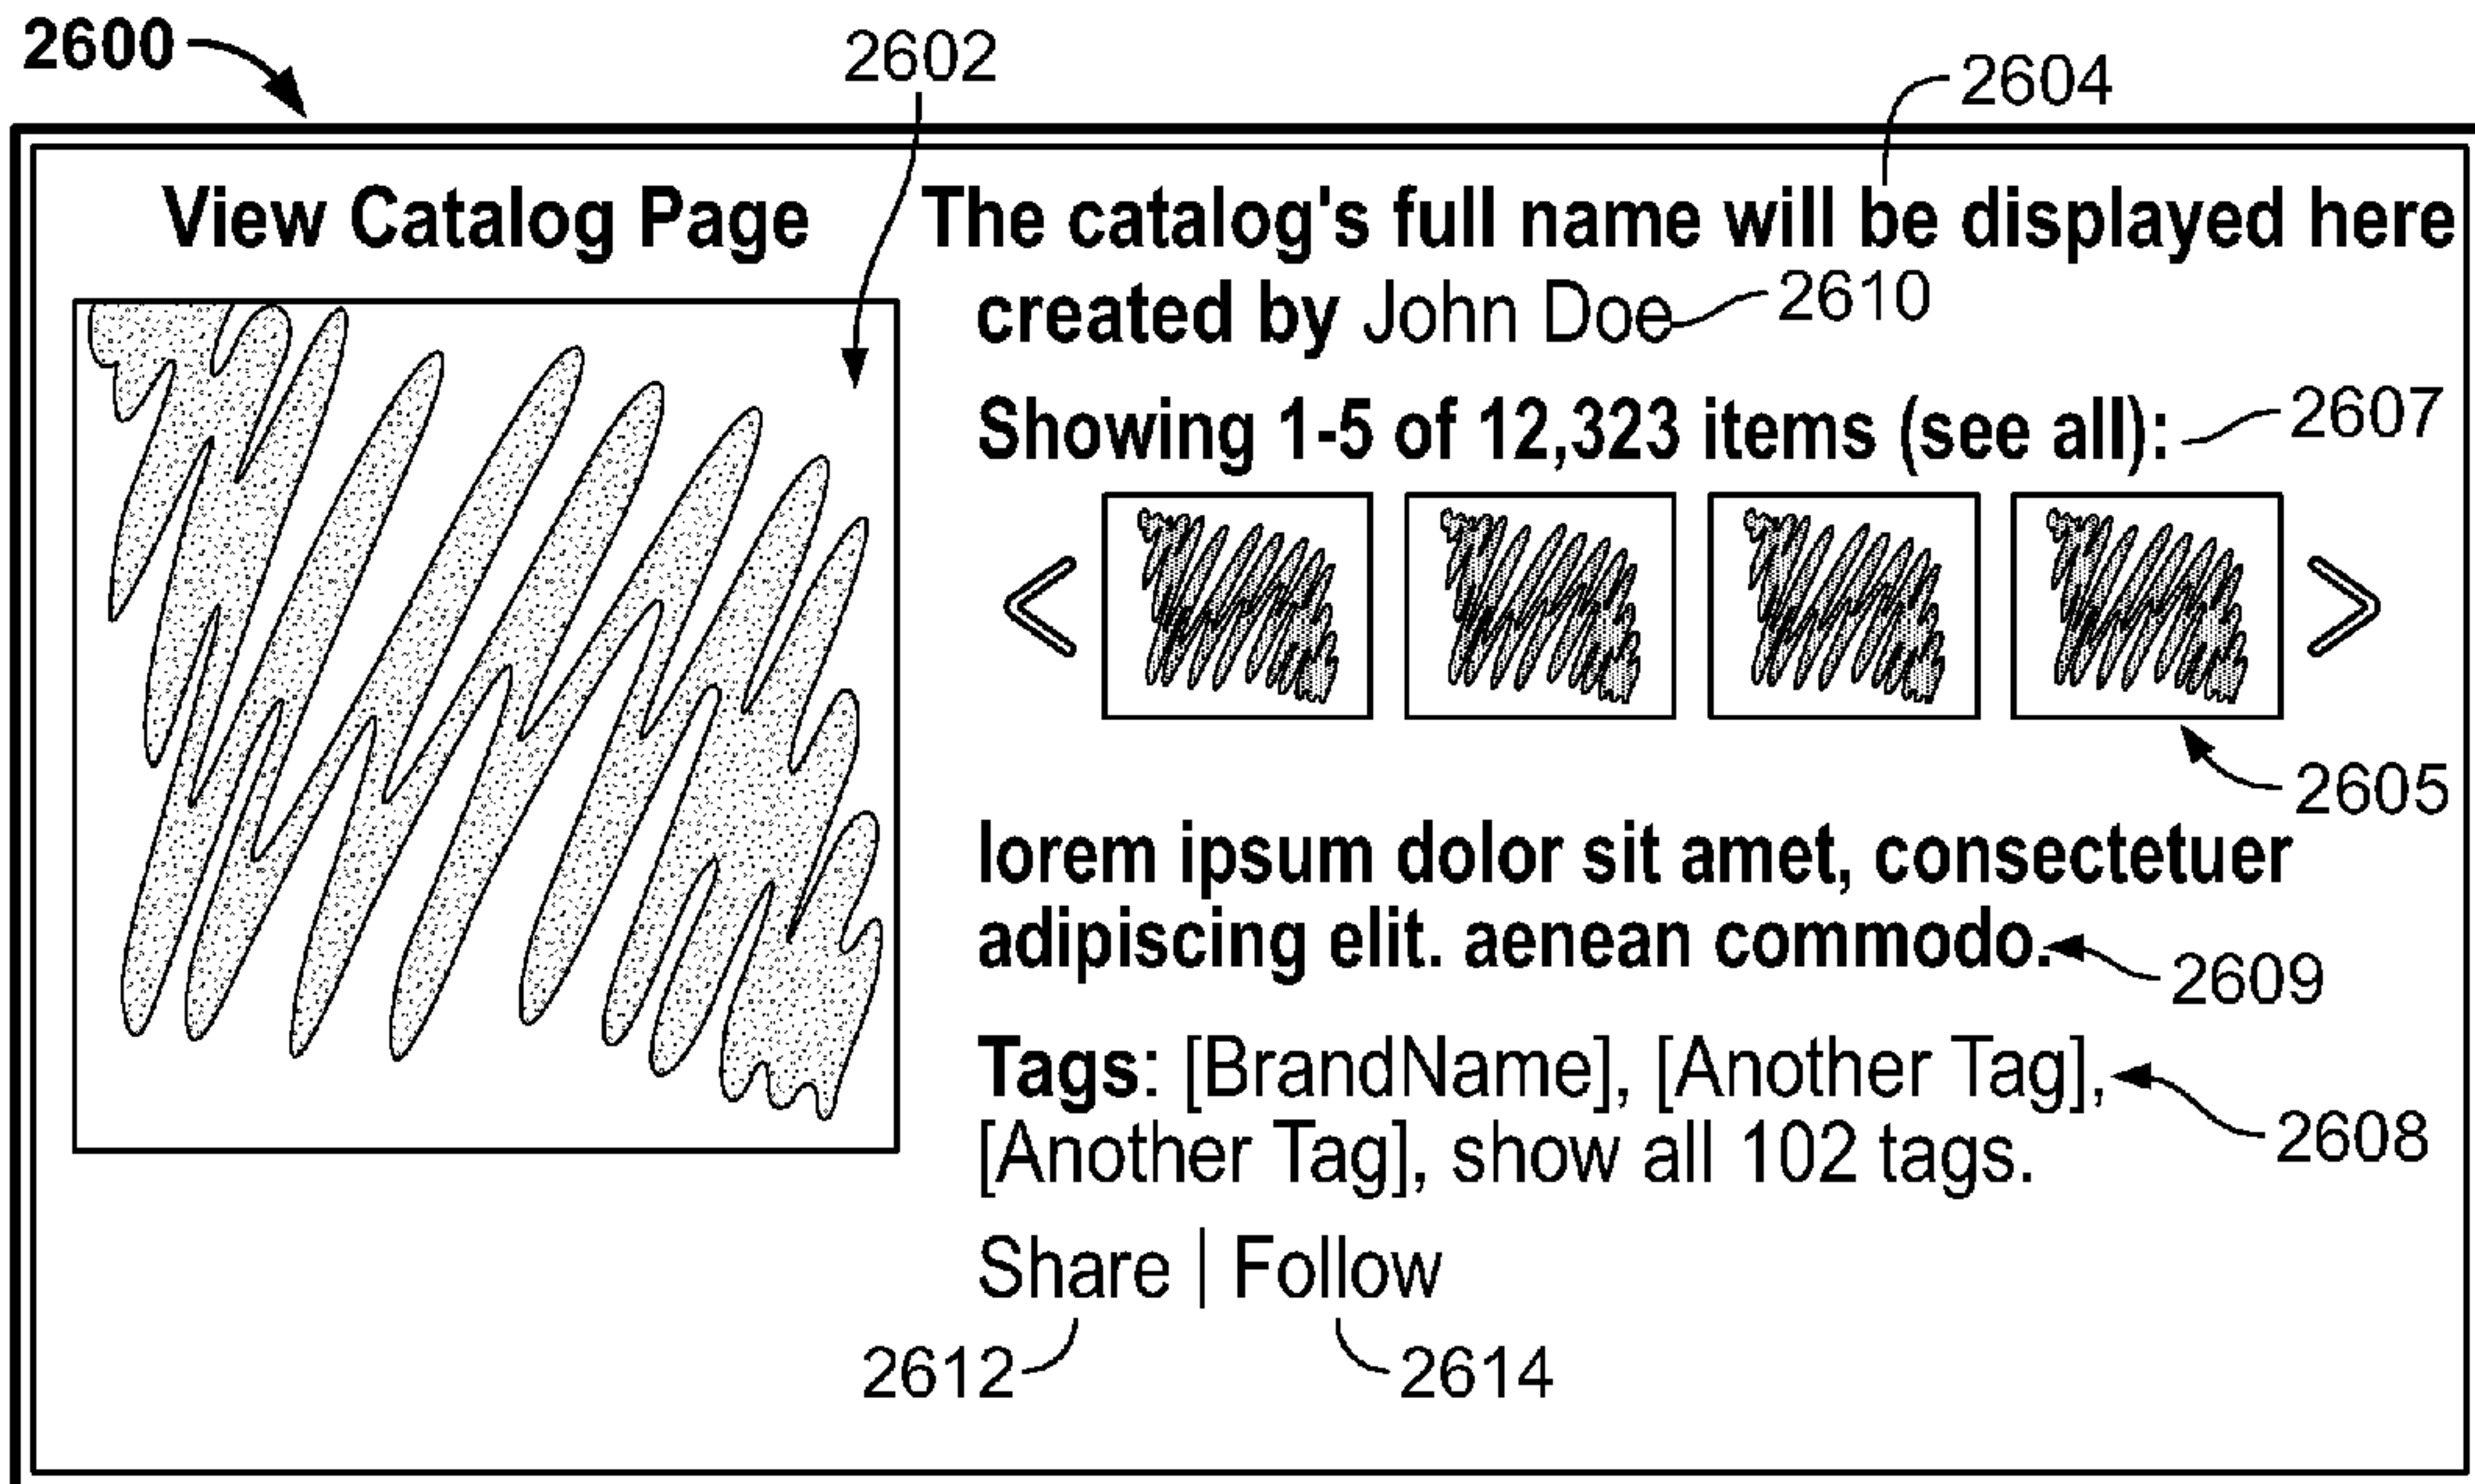 2600
2602
2604
View Catalog Page
The catalog's full name will be displayed here
created by John Doe
2610
Showing 1-5 of 12,323 items (see all):
2607
< >
2605
lorem ipsum dolor sit amet, consectetuer
adipiscing elit. aenean commodo.
2609
Tags: [BrandName], [Another Tag],
[Another Tag], show all 102 tags.
2608
Share | Follow
2612
2614